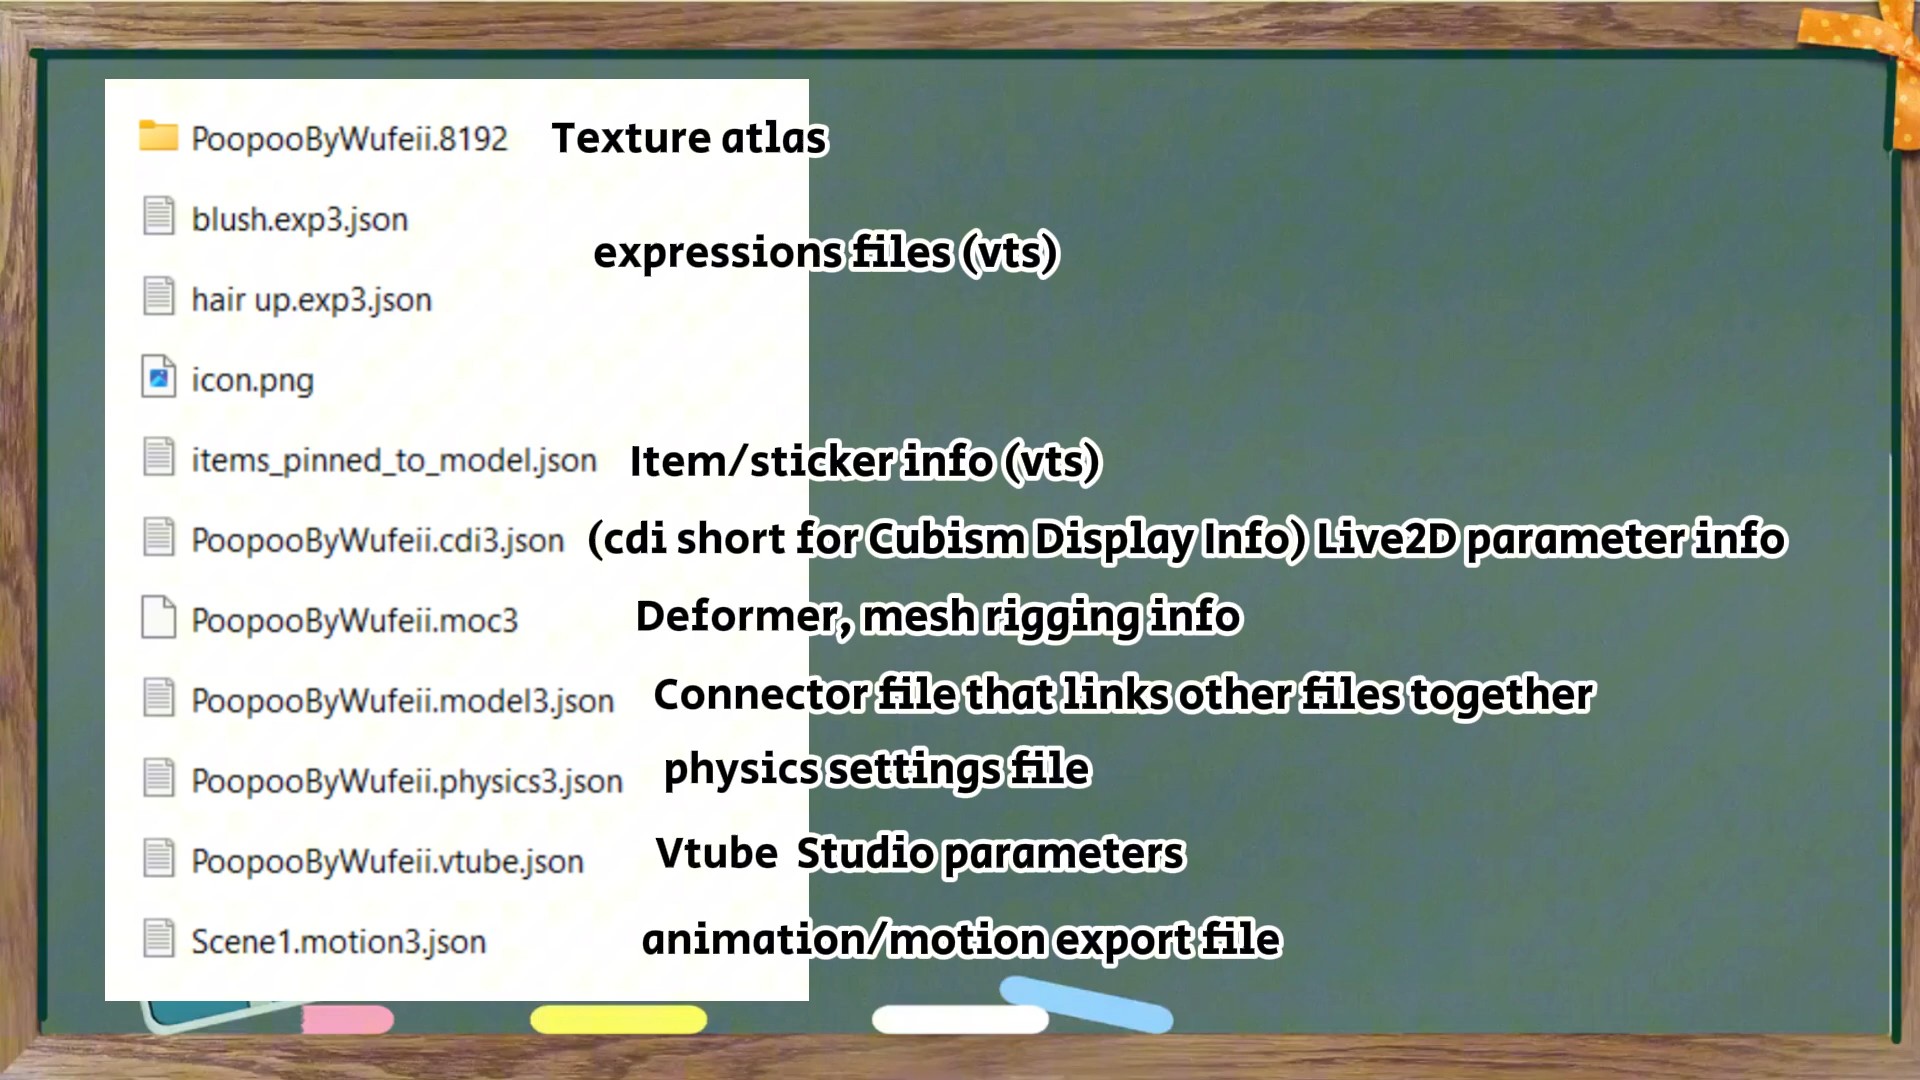 PoopooByWufeii.8192 Texture atlas
blush.exp3.json
expressions files (vts)
hair up.exp3.json
icon.png
items_pinned_to_model.json Item/sticker info (vts)
PoopooByWufeii.cdi3.json (cdi short for Cubism Display Info) Live2D parameter info
PoopooByWufeii.moc3 Deformer, mesh rigging info
PoopooByWufeii.model3.json Connector file that links other files together
PoopooByWufeii.physics3.json physics settings file
PoopooByWufeii.vtube.json Vtube Studio parameters
Scene1.motion3.json animation/motion export file